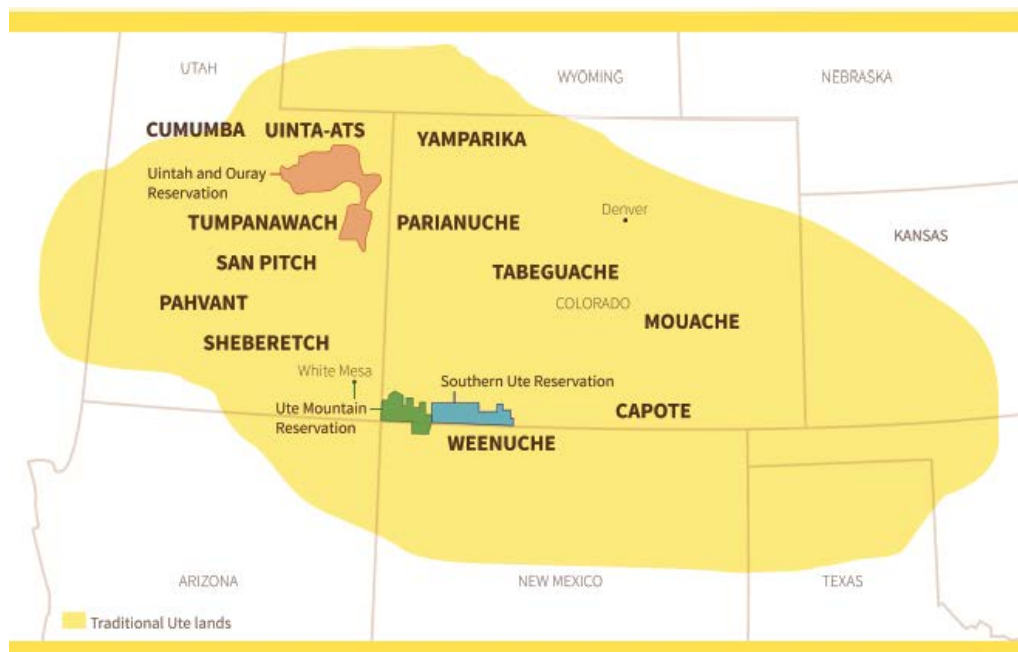 UTAH
WYOMING
NEBRASKA
CUMUMBA
UINTA-ATS
YAMPARIKA
Uintah and Ouray
Reservation
Denver
TUMPANAWACH
PARIANUCHE
KANSAS
SAN PITCH
TABEGUACHE
PAHVANT
COLORADO
MOUACHE
SHEBERETCH
White Mesa
Southern Ute Reservation
Ute Mountain
Reservation
CAPOTE
WEENUCHE
ARIZONA
NEW MEXICO
TEXAS
Traditional Ute lands